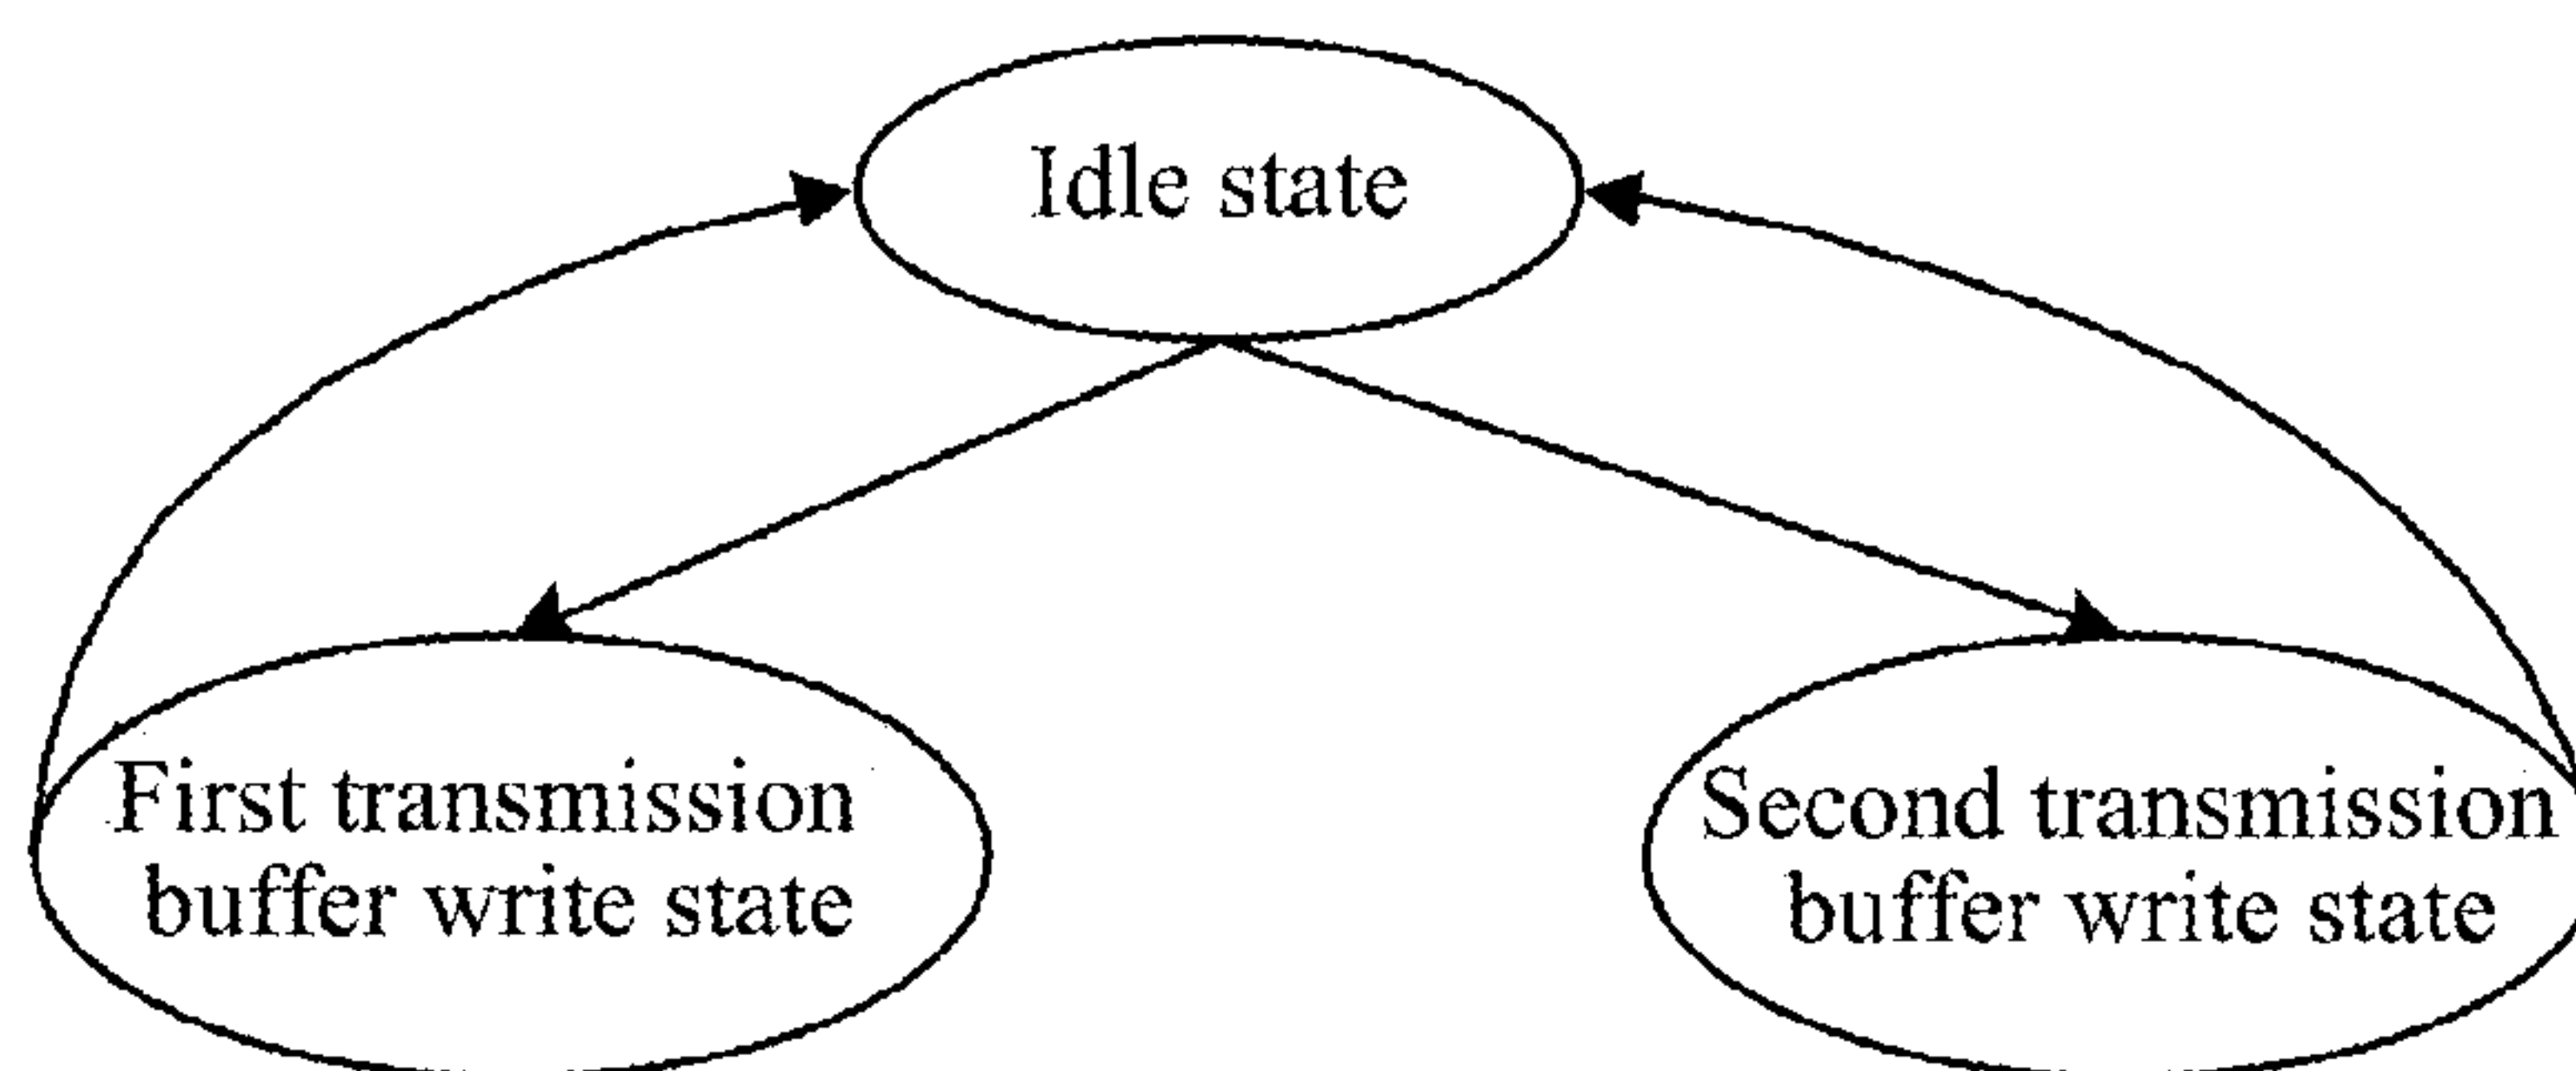 Idle state
First transmission
buffer write state
Second transmission
buffer write state